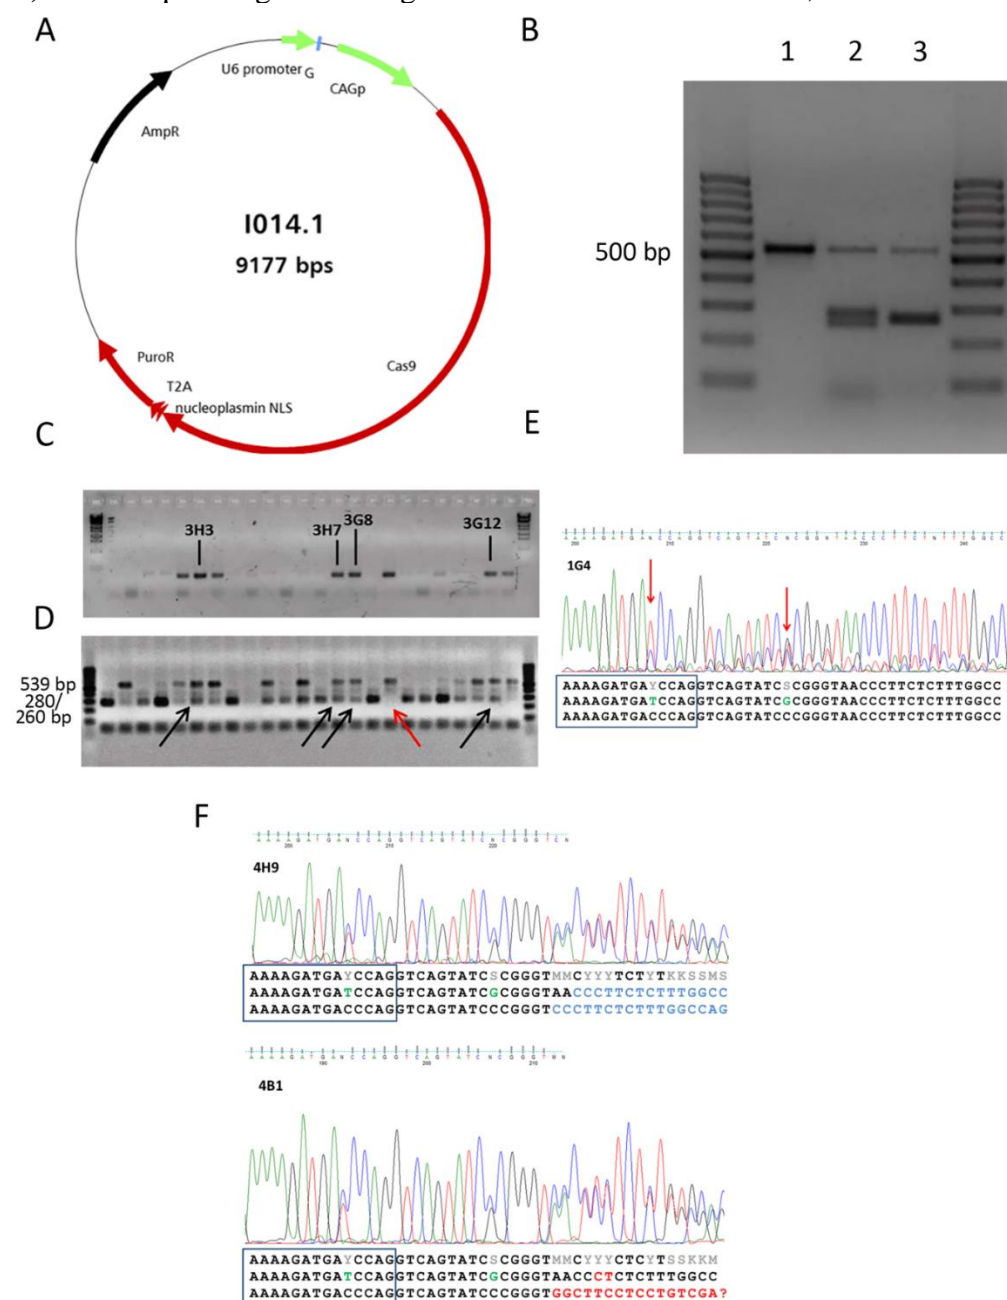 A
U6 promoter G
CAGp
AmpR
I014.1
9177 bps
PuroR
T2A
nucleoplasmin NLS
Cas9
B
1 2 3
500 bp
C
3H3
3H7
3G8
3G12
D
539 bp
280/
260 bp
E
1G4
AAAAGATGAYCCAGGTCAGTATCSCGGGTAACCCTTCTCTTTGGCC
AAAAGATGATCCAGGTCAGTATCGCGGGTAACCCTTCTCTTTGGCC
AAAAGATGACCCAGGTCAGTATCCCGGGTAACCCTTCTCTTTGGCC
F
4H9
AAAAGATGAYCCAGGTCAGTATCSCGGGTMMCYYYTCTYTKKSSMS
AAAAGATGATCCAGGTCAGTATCGCGGGTAACCCTTCTCTTTGGCC
AAAAGATGACCCAGGTCAGTATCCCGGGTCCCTTCTCTTTGGCCAG
4B1
AAAAGATGAYCCAGGTCAGTATCSCGGGTMMCYYYCTCYTSSKKM
AAAAGATGATCCAGGTCAGTATCGCGGGTAACCCTCTCTTTGGCC
AAAAGATGACCCAGGTCAGTATCCCGGGTGGCTTCCTCCTGTCGA?